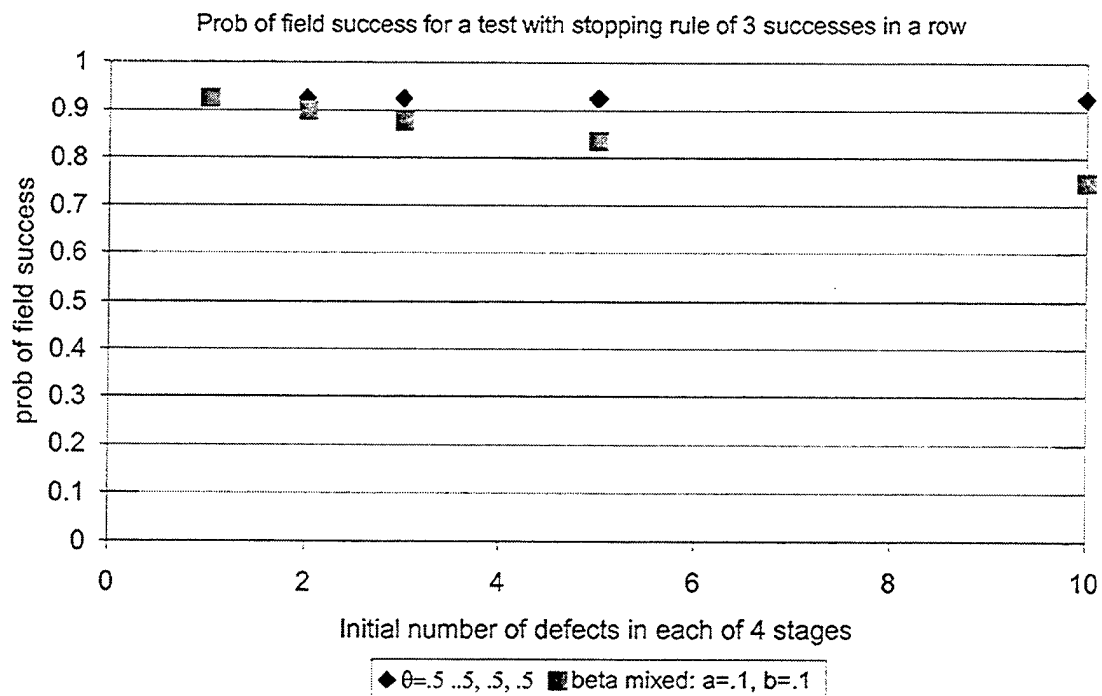 Prob of field success for a test with stopping rule of 3 successes in a row
1
0.9
0.8
0.7
0.6
0.5
0.4
0.3
0.2
0.1
0
prob of field success
0 2 4 6 8 10
Initial number of defects in each of 4 stages
θ=.5 ..5, .5, .5 beta mixed: a=.1, b=.1